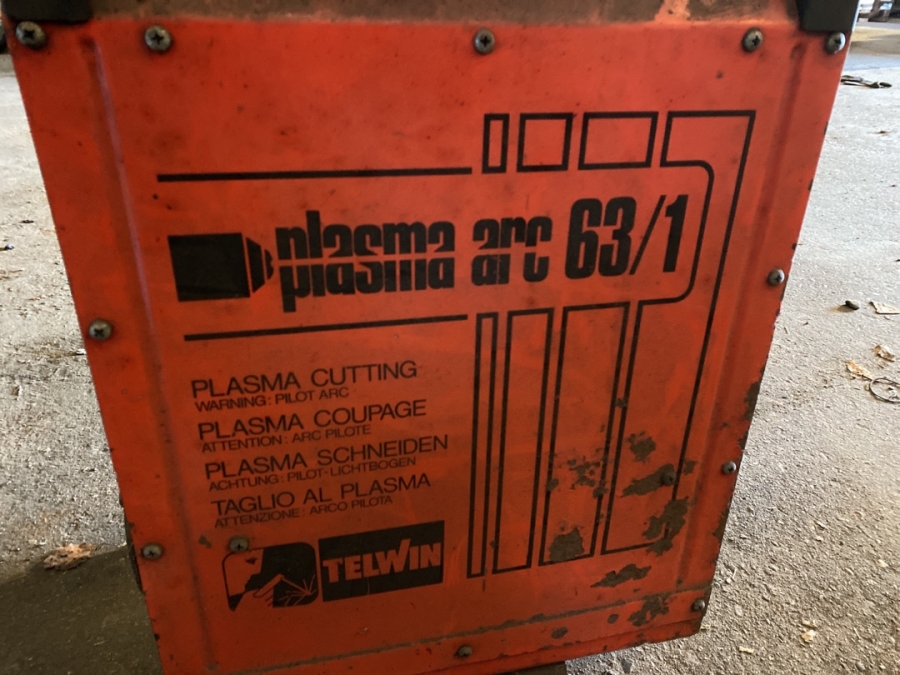 plasma arc 63/1
PLASMA CUTTING
WARNING: PILOT ARC
PLASMA COUPAGE
ATTENTION: ARC PILOTE
PLASMA SCHNEIDEN
ACHTUNG: PILOT-LICHTBOGEN
TAGLIO AL PLASMA
ATTENZIONE: ARCO PILOTA
TELWIN